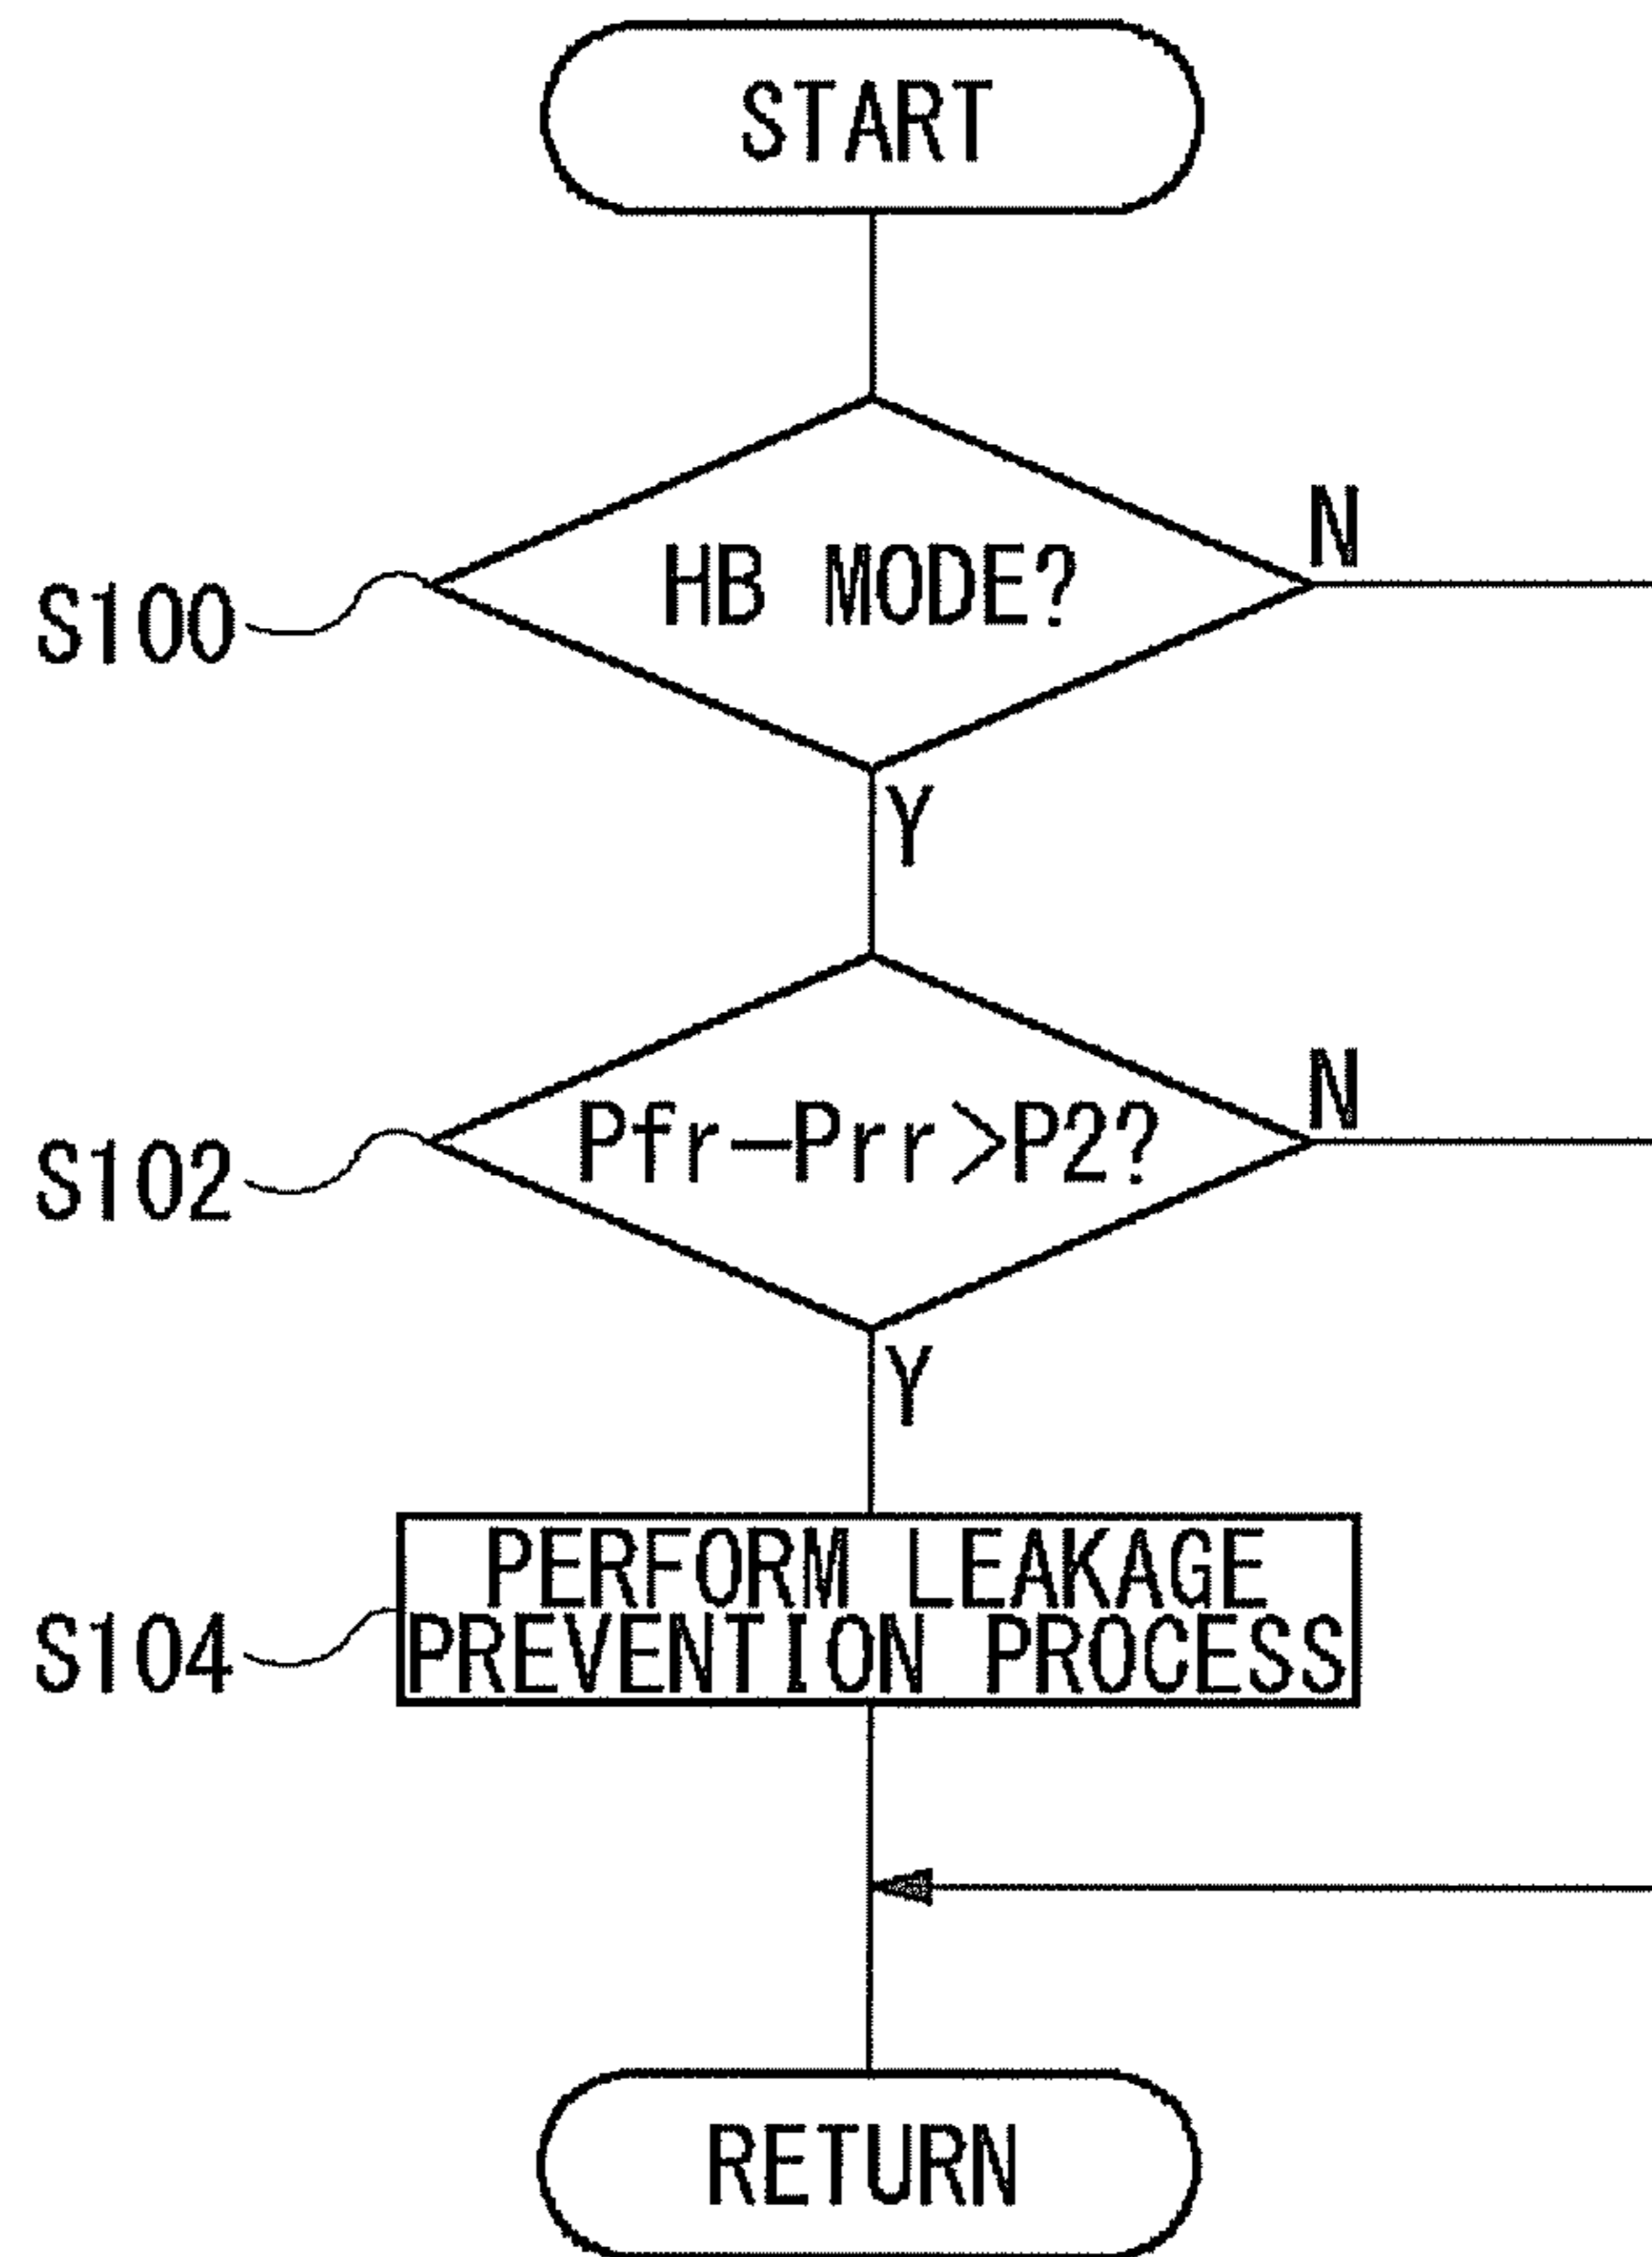 START
HB MODE?
N
S100
Y
Pfr-Prr>P2?
N
S102
Y
PERFORM LEAKAGE
PREVENTION PROCESS
S104
RETURN